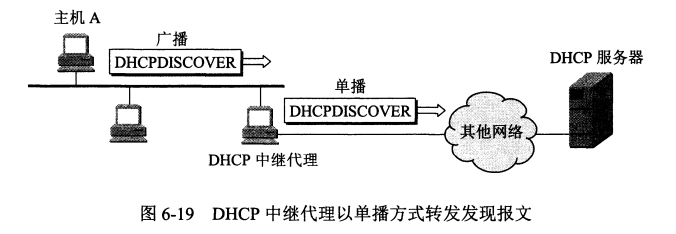 主机 A
广播
DHCPDISCOVER
单播
DHCPDISCOVER
DHCP 服务器
其他网络
DHCP 中继代理
图 6-19 DHCP 中继代理以单播方式转发发现报文